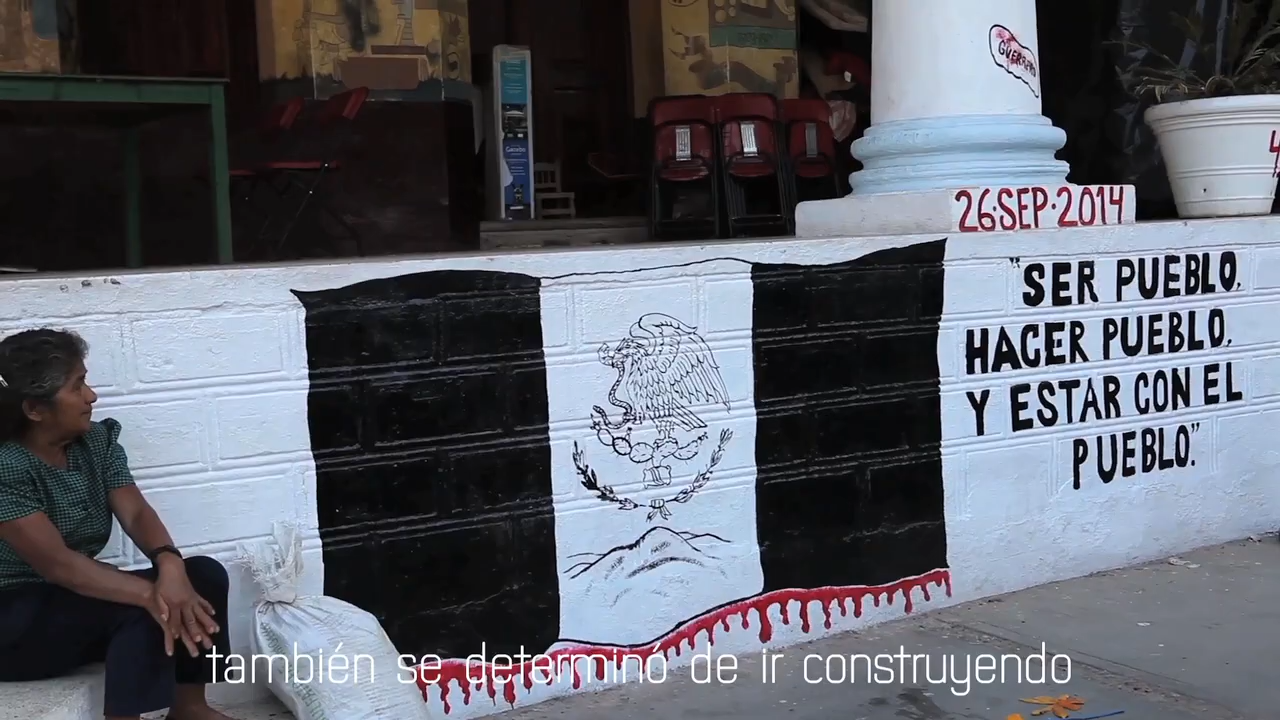 GUERRERO
26·SEP·2014
"SER PUEBLO,
HACER PUEBLO,
Y ESTAR CON EL
PUEBLO."
también se determinó de ir construyendo